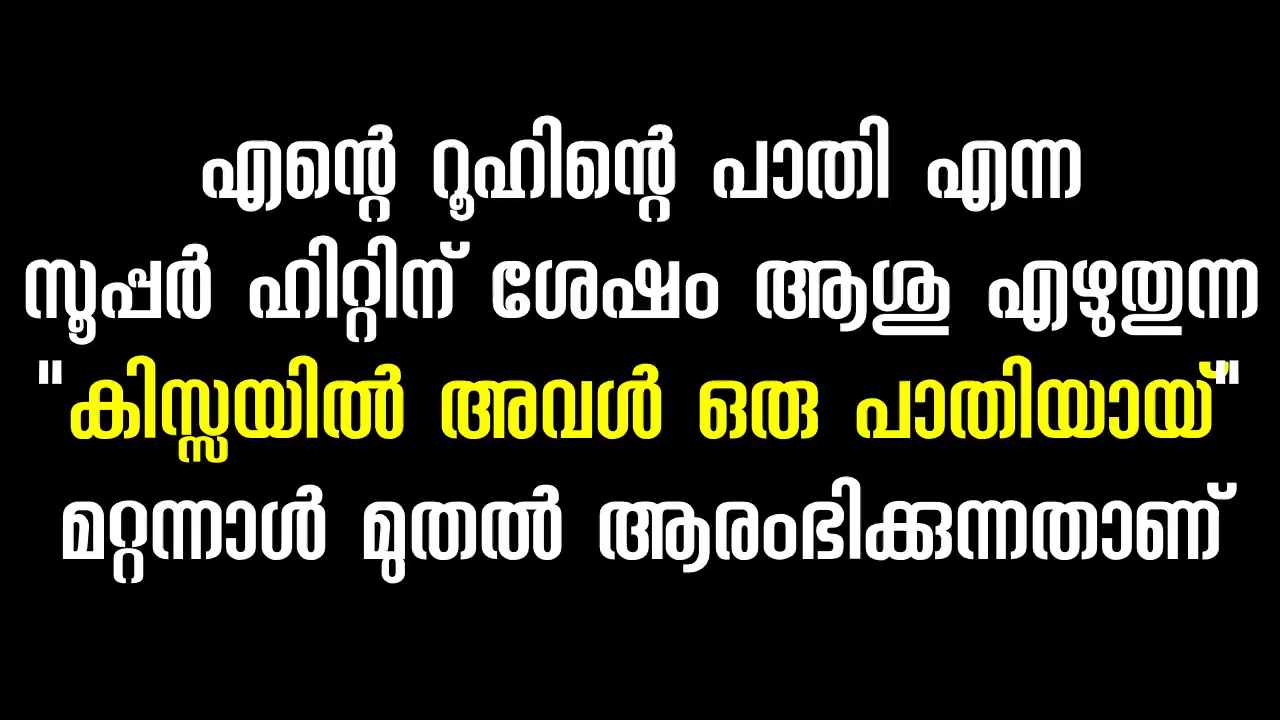 എന്റെ റൂഹിന്റെ പാതി എന്ന
സൂപ്പർ ഹിറ്റിന് ശേഷം ആശു എഴുതുന്ന
"കിസ്സയിൽ അവൾ ഒരു പാതിയായ്"
മറ്റന്നാൾ മുതൽ ആരംഭിക്കുന്നതാണ്